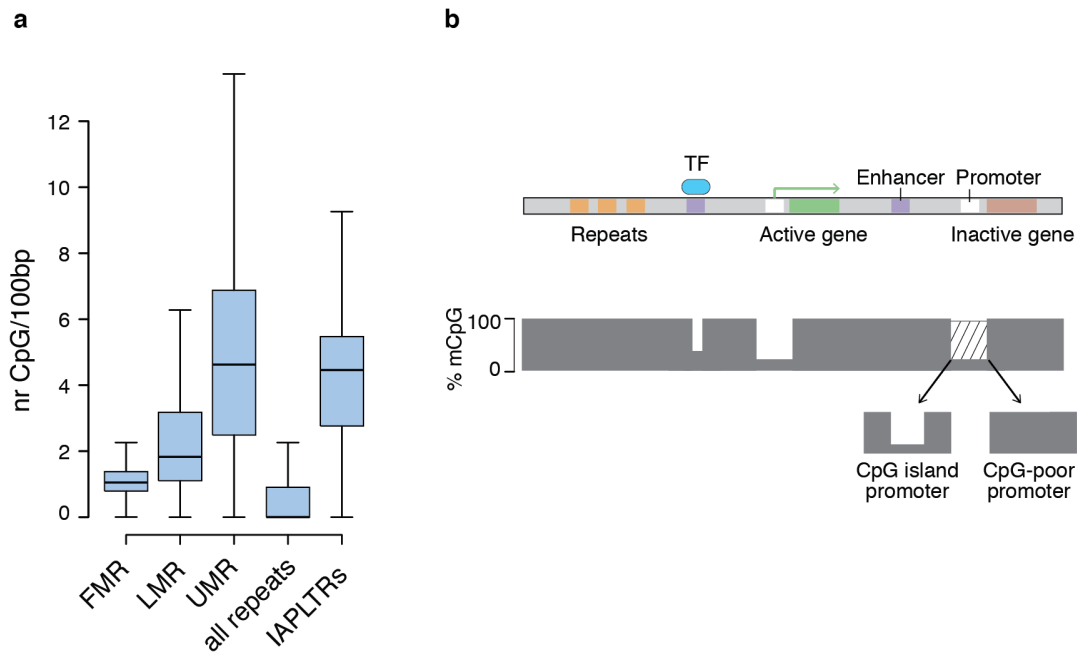 a
nr CpG/100bp
12
10
8
6
4
2
0
FMR
LMR
UMR
all repeats
IAPLTRs
b
TF
Enhancer
Promoter
Repeats
Active gene
Inactive gene
% mCpG
100
0
CpG island
promoter
CpG-poor
promoter